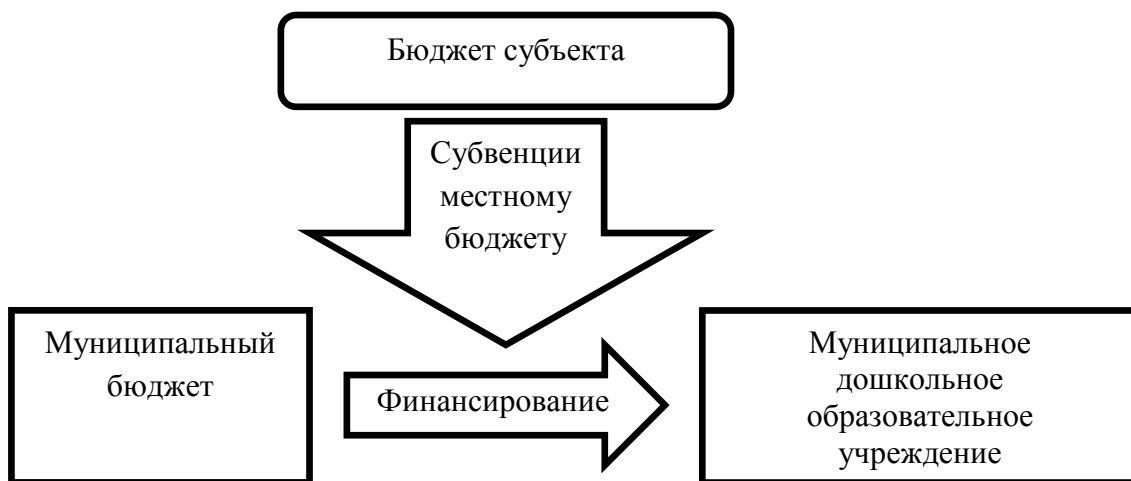 Бюджет субъекта
Субвенции
местному
бюджету
Муниципальный
бюджет
Финансирование
Муниципальное
дошкольное
образовательное
учреждение